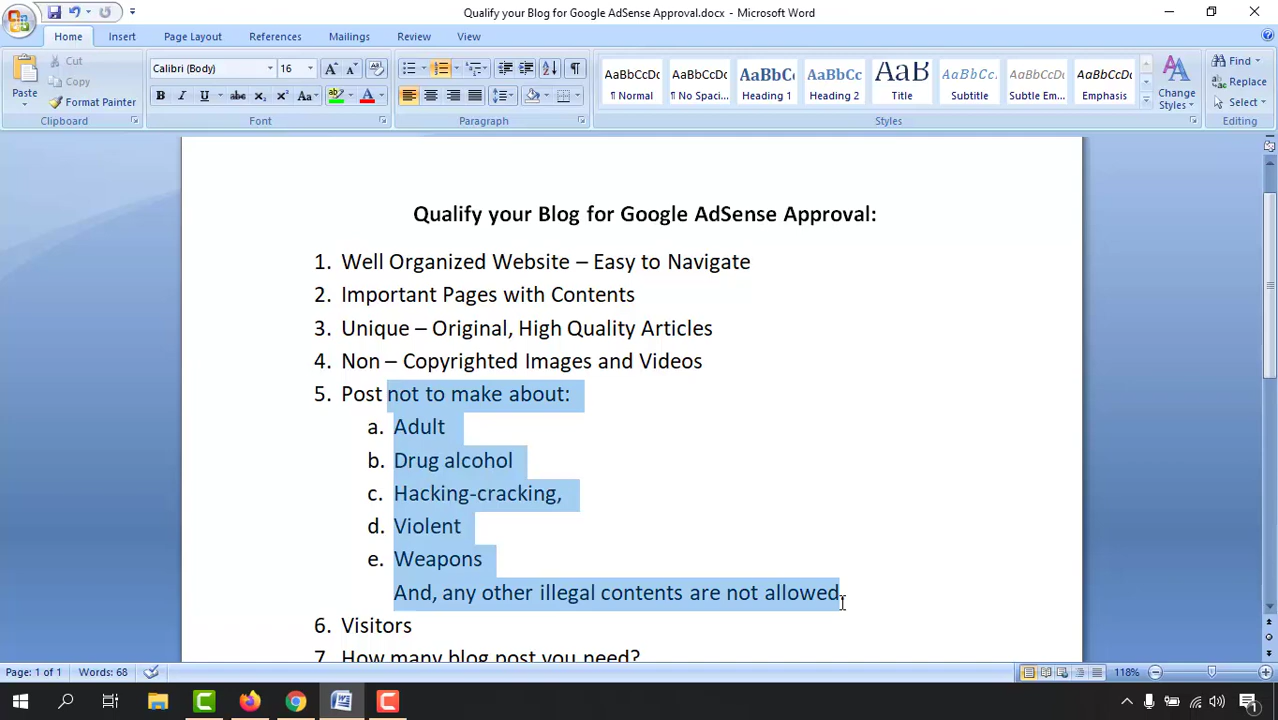 Qualify your Blog for Google AdSense Approval.docx - Microsoft Word
Home Insert Page Layout References Mailings Review View
Paste
Cut
Copy
Format Painter
Clipboard
Calibri (Body) 16
Font
Paragraph
AaBbCcDc AaBbCcDc AaBbCc AaBbCc AaB AaBbCc. AaBbCcDc AaBbCcDc
¶ Normal ¶ No Spaci... Heading 1 Heading 2 Title Subtitle Subtle Em... Emphasis
Change Styles
Styles
Find
Replace
Select
Editing
Qualify your Blog for Google AdSense Approval:
1. Well Organized Website – Easy to Navigate
2. Important Pages with Contents
3. Unique – Original, High Quality Articles
4. Non – Copyrighted Images and Videos
5. Post not to make about:
a. Adult
b. Drug alcohol
c. Hacking-cracking,
d. Violent
e. Weapons
And, any other illegal contents are not allowed.
6. Visitors
7. How many blog post you need?
Page: 1 of 1 Words: 68 118%